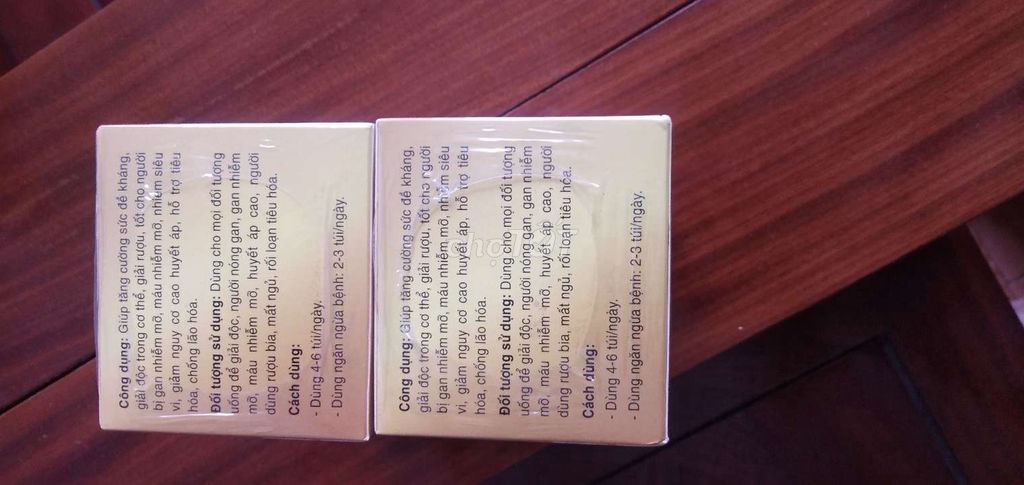 Công dụng: Giúp tăng cường sức đề kháng,
giải độc trong cơ thể, giải rượu, tốt cho người
bị gan nhiễm mỡ, máu nhiễm mỡ, nhiễm siêu
vi, giảm nguy cơ cao huyết áp, hỗ trợ tiêu
hóa, chống lão hóa.
Đối tượng sử dụng: Dùng cho mọi đối tượng
uống để giải độc, người nóng gan, gan nhiễm
mỡ, máu nhiễm mỡ, huyết áp cao, người
dùng rượu bia, mất ngủ, rối loạn tiêu hóa.
Cách dùng:
- Dùng 4-6 túi/ngày.
- Dùng ngăn ngừa bệnh: 2-3 túi/ngày.
Công dụng: Giúp tăng cường sức đề kháng,
giải độc trong cơ thể, giải rượu, tốt cho người
bị gan nhiễm mỡ, máu nhiễm mỡ, nhiễm siêu
vi, giảm nguy cơ cao huyết áp, hỗ trợ tiêu
hóa, chống lão hóa.
Đối tượng sử dụng: Dùng cho mọi đối tượng
uống để giải độc, người nóng gan, gan nhiễm
mỡ, máu nhiễm mỡ, huyết áp cao, người
dùng rượu bia, mất ngủ, rối loạn tiêu hóa.
Cách dùng:
- Dùng 4-6 túi/ngày.
- Dùng ngăn ngừa bệnh: 2-3 túi/ngày.